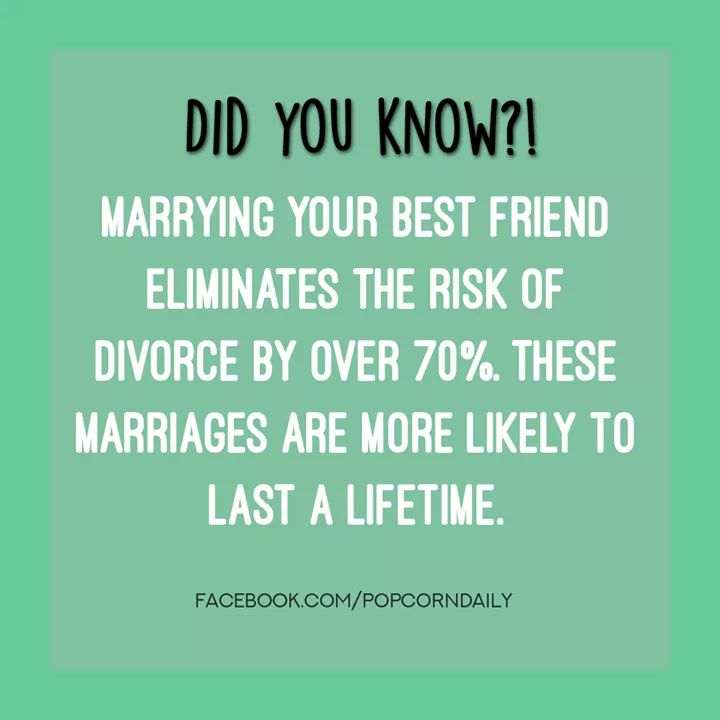 DID YOU KNOW?!
MARRYING YOUR BEST FRIEND
ELIMINATES THE RISK OF
DIVORCE BY OVER 70%. THESE
MARRIAGES ARE MORE LIKELY TO
LAST A LIFETIME.
FACEBOOK.COM/POPCORNDAILY